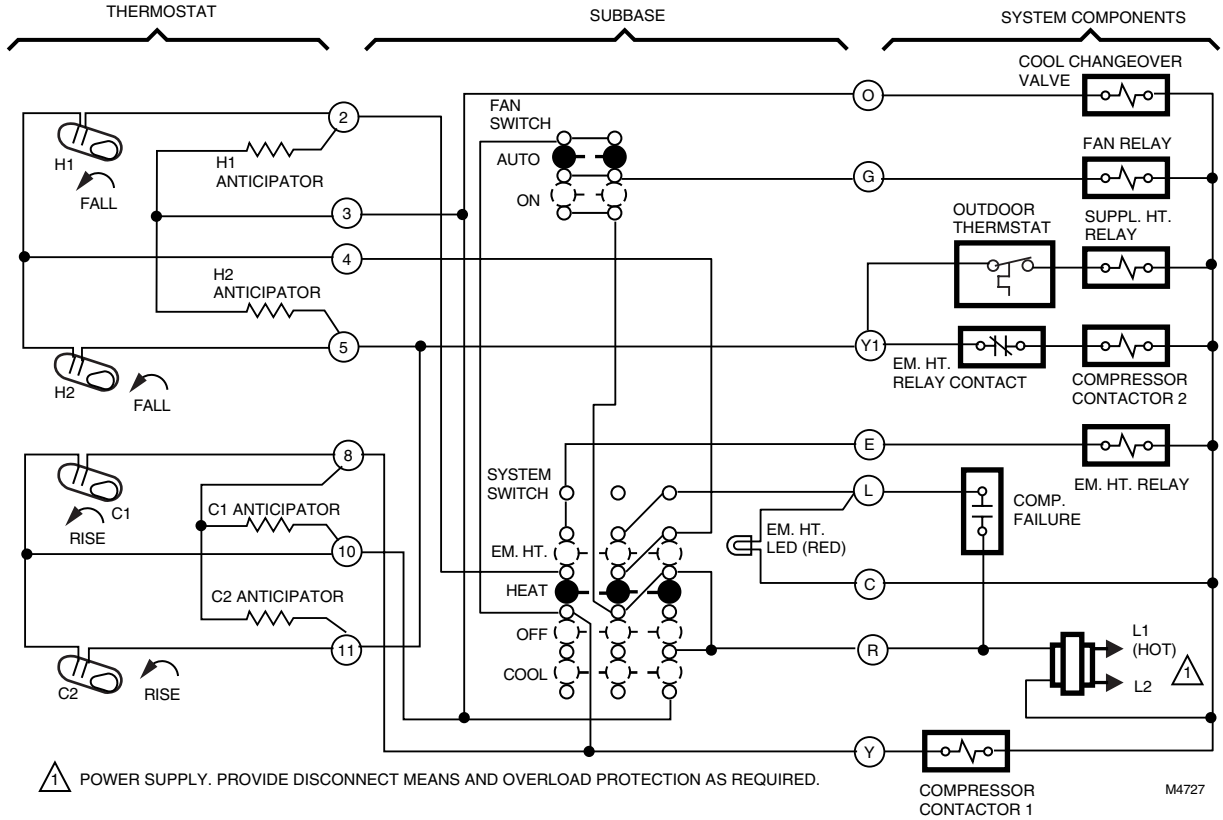 THERMOSTAT
SUBBASE
SYSTEM COMPONENTS
COOL CHANGEOVER
VALVE
O
FAN
SWITCH
2
AUTO
FAN RELAY
H1
H1
ANTICIPATOR
FALL
G
ON
3
OUTDOOR
THERMSTAT
SUPPL. HT.
RELAY
4
H2
ANTICIPATOR
5
Y1
H2
FALL
EM. HT.
RELAY CONTACT
COMPRESSOR
CONTACTOR 2
8
E
SYSTEM
SWITCH
EM. HT. RELAY
C1
RISE
C1 ANTICIPATOR
L
COMP.
FAILURE
EM. HT.
LED (RED)
10
EM. HT.
C
HEAT
C2 ANTICIPATOR
OFF
11
R
L1
(HOT)
L2
1
COOL
C2
RISE
Y
1 POWER SUPPLY. PROVIDE DISCONNECT MEANS AND OVERLOAD PROTECTION AS REQUIRED.
COMPRESSOR
CONTACTOR 1
M4727